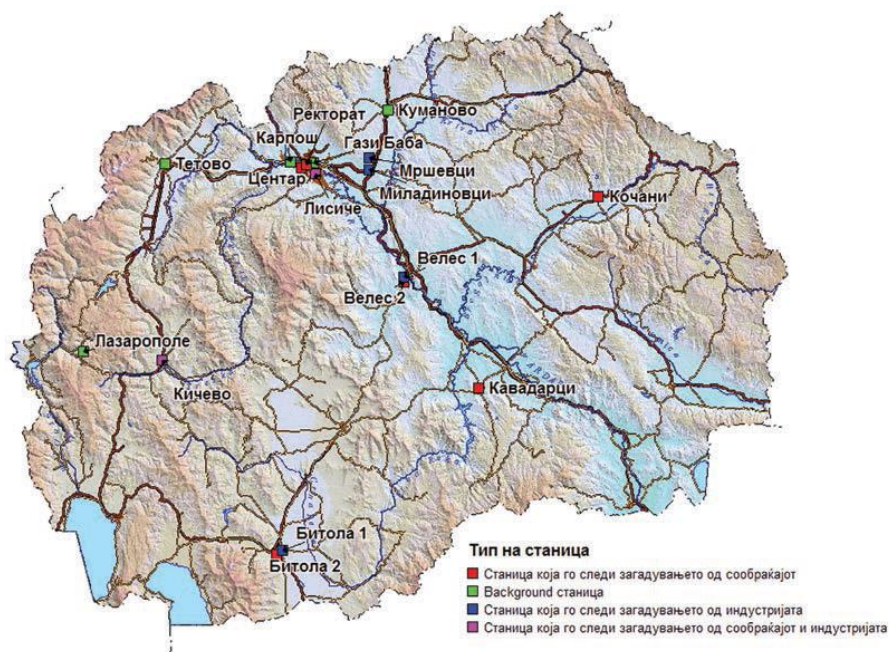 Ректорат
Куманово
Карпош
Гази Баба
Тетово
Мршевци
Центар
Миладиновци
Кочани
Лисиче
Велес 1
Велес 2
Лазарополе
Кавадарци
Кичево
Битола 1
Битола 2
Тип на станица
Станица која го следи загадувањето од сообраќајот
Background станица
Станица која го следи загадувањето од индустријата
Станица која го следи загадувањето од сообраќајот и индустријата